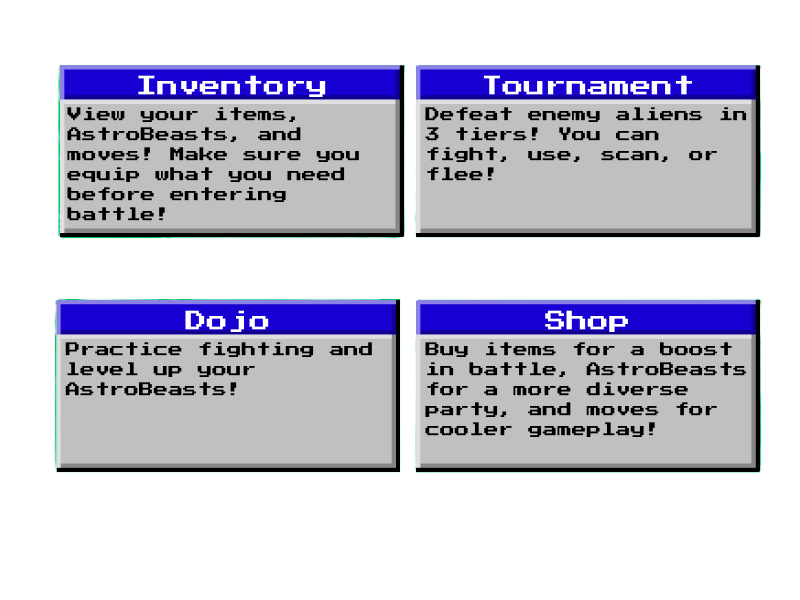 Inventory
View your items,
AstroBeasts, and
moves! Make sure you
equip what you need
before entering
battle!
Tournament
Defeat enemy aliens in
3 tiers! You can
fight, use, scan, or
flee!
Dojo
Practice fighting and
level up your
AstroBeasts!
Shop
Buy items for a boost
in battle, AstroBeasts
for a more diverse
party, and moves for
cooler gameplay!